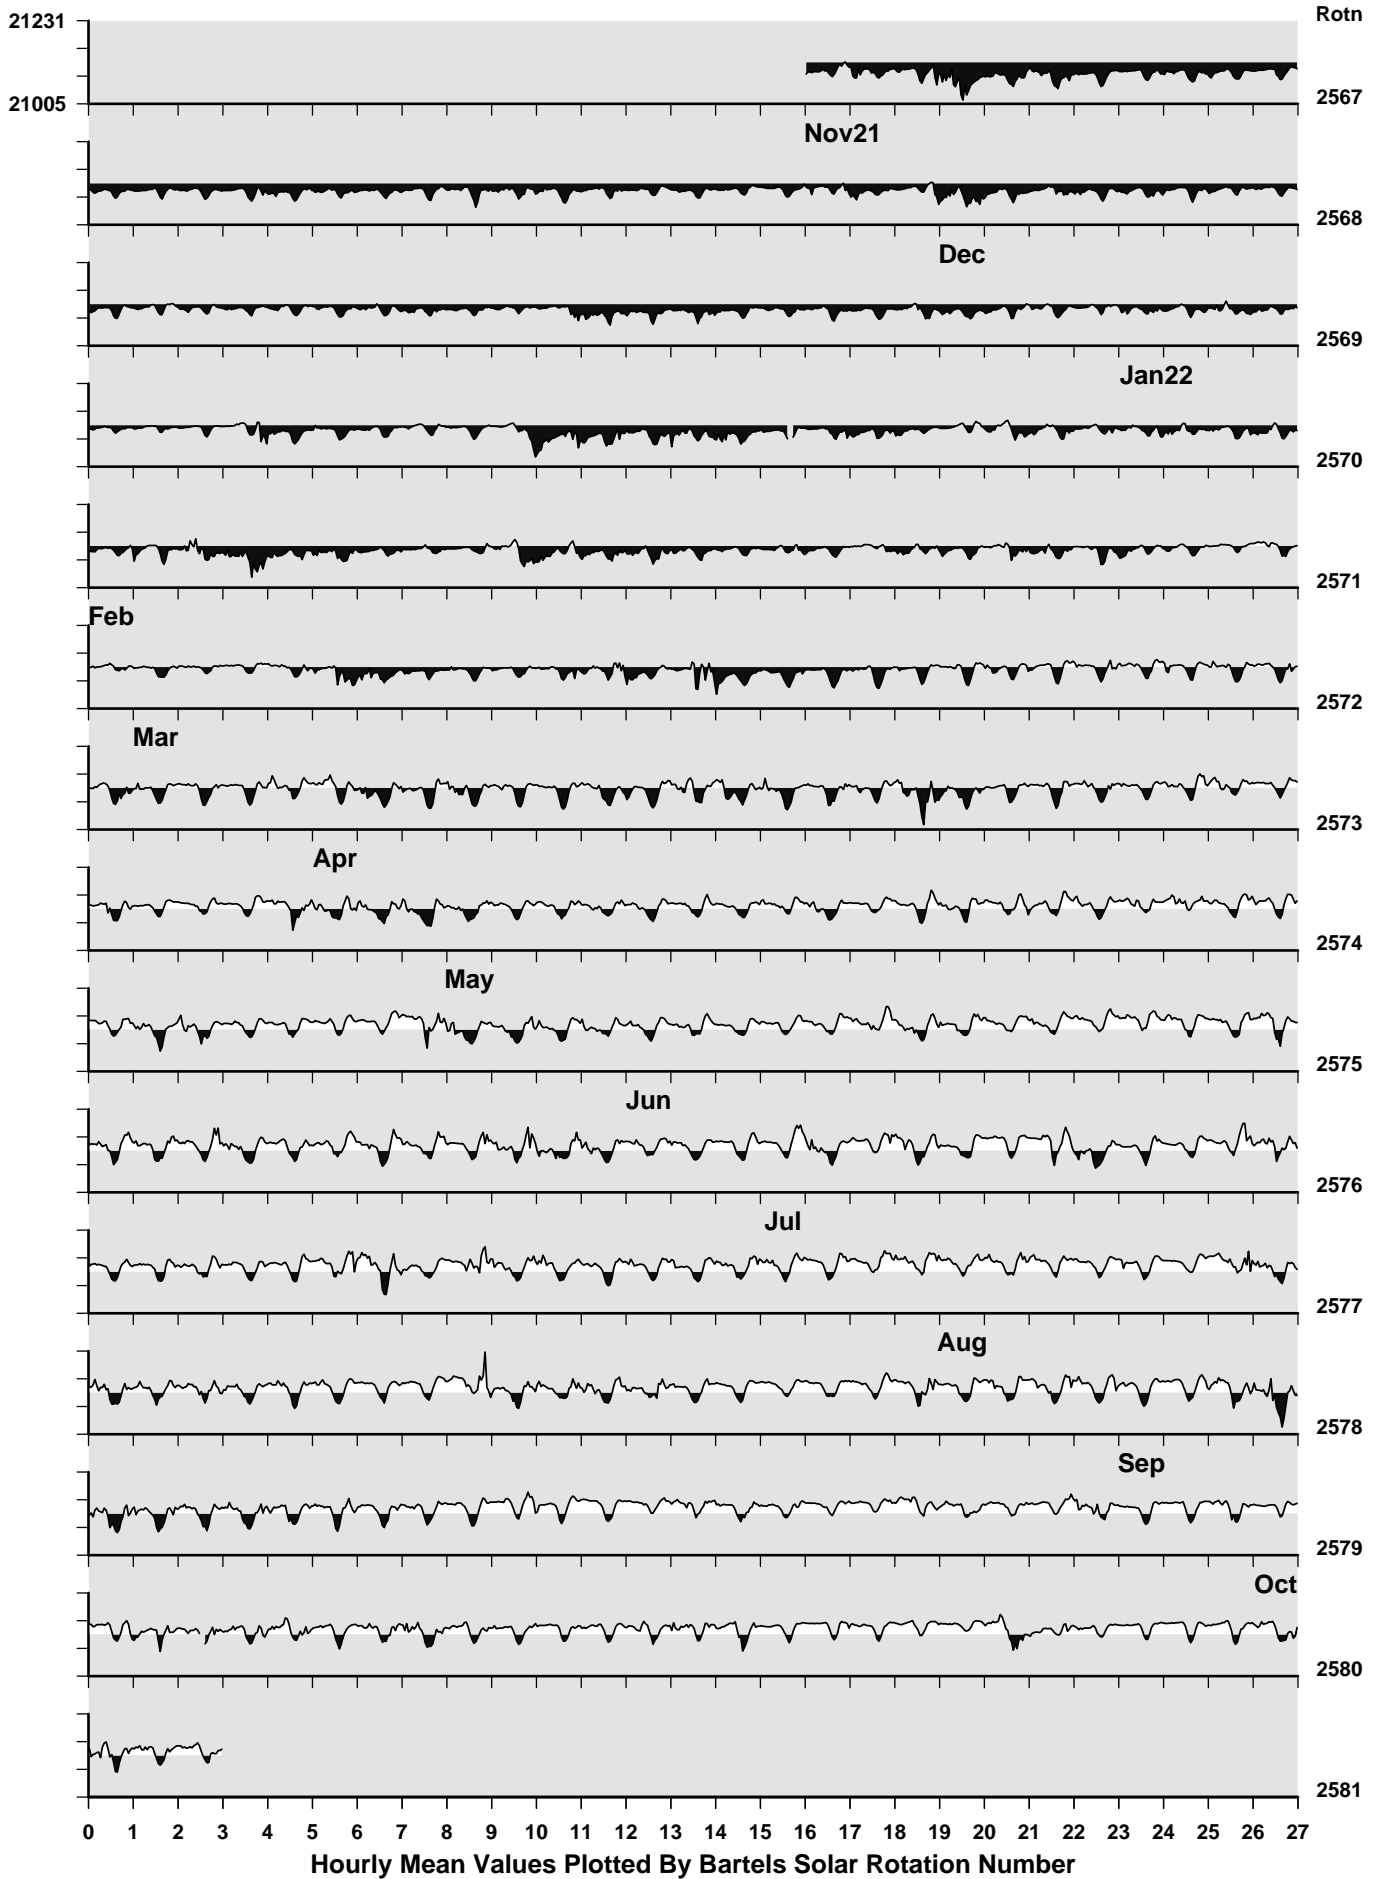 21231 Rotn
21005 2567
Nov21
2568
Dec
2569
Jan22
2570
2571
Feb
2572
Mar
2573
Apr
2574
May
2575
Jun
2576
Jul
2577
Aug
2578
Sep
2579
Oct
2580
2581
0 1 2 3 4 5 6 7 8 9 10 11 12 13 14 15 16 17 18 19 20 21 22 23 24 25 26 27
Hourly Mean Values Plotted By Bartels Solar Rotation Number